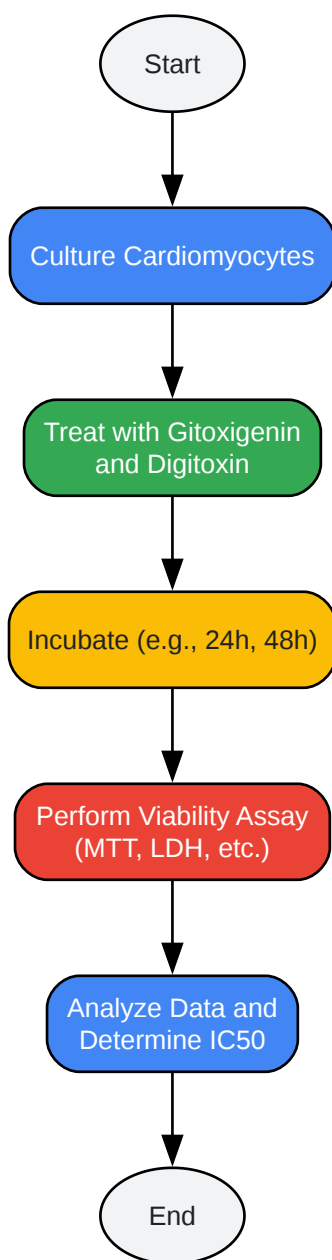 Start
Culture Cardiomyocytes
Treat with Gitoxigenin
and Digitoxin
Incubate (e.g., 24h, 48h)
Perform Viability Assay
(MTT, LDH, etc.)
Analyze Data and
Determine IC50
End